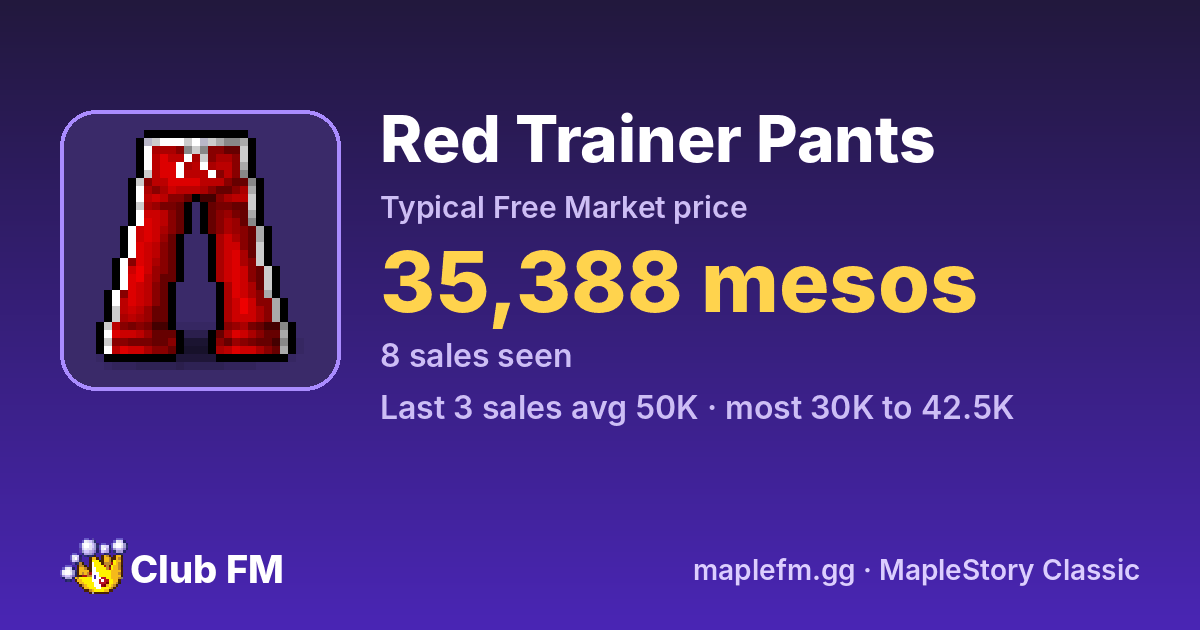 Red Trainer Pants
Typical Free Market price
35,388 mesos
8 sales seen
Last 3 sales avg 50K · most 30K to 42.5K
Club FM
maplefm.gg · MapleStory Classic